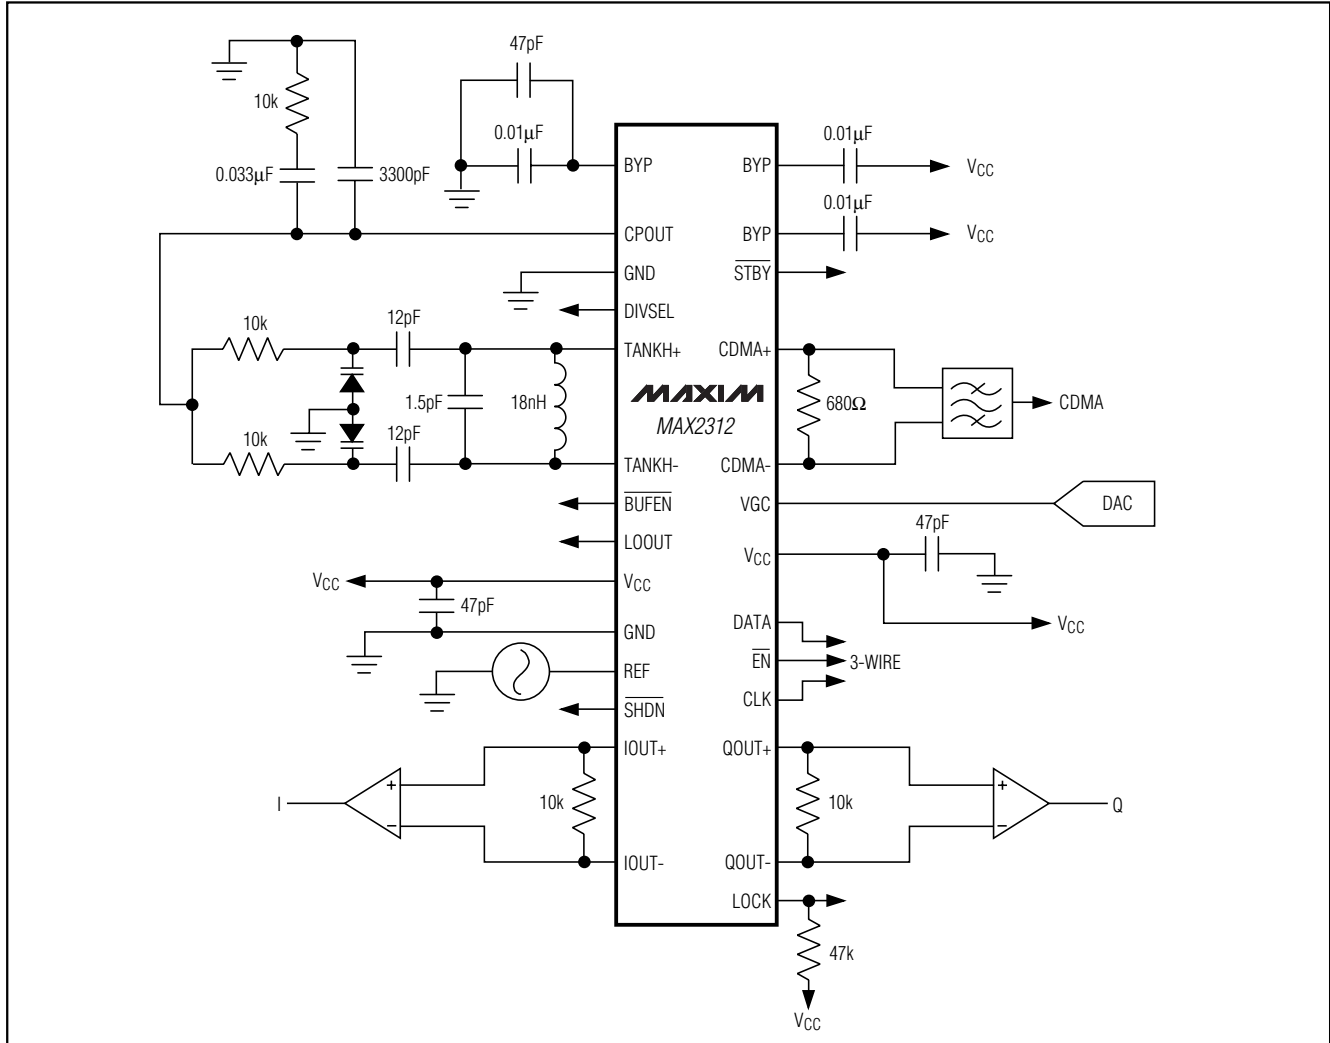 47pF
10k
0.01µF
0.01µF
0.033µF
3300pF
BYP
BYP
VCC
0.01µF
CPOUT
BYP
VCC
GND
STBY
DIVSEL
12pF
10k
TANKH+
CDMA+
1.5pF
18nH
MAXIM
MAX2312
680Ω
CDMA
12pF
10k
TANKH-
CDMA-
BUFEN
VGC
DAC
47pF
LOOUT
VCC
VCC
VCC
47pF
DATA
VCC
GND
EN
3-WIRE
REF
CLK
SHDN
IOUT+
QOUT+
I
+
−
10k
10k
+
−
Q
IOUT-
QOUT-
LOCK
47k
VCC